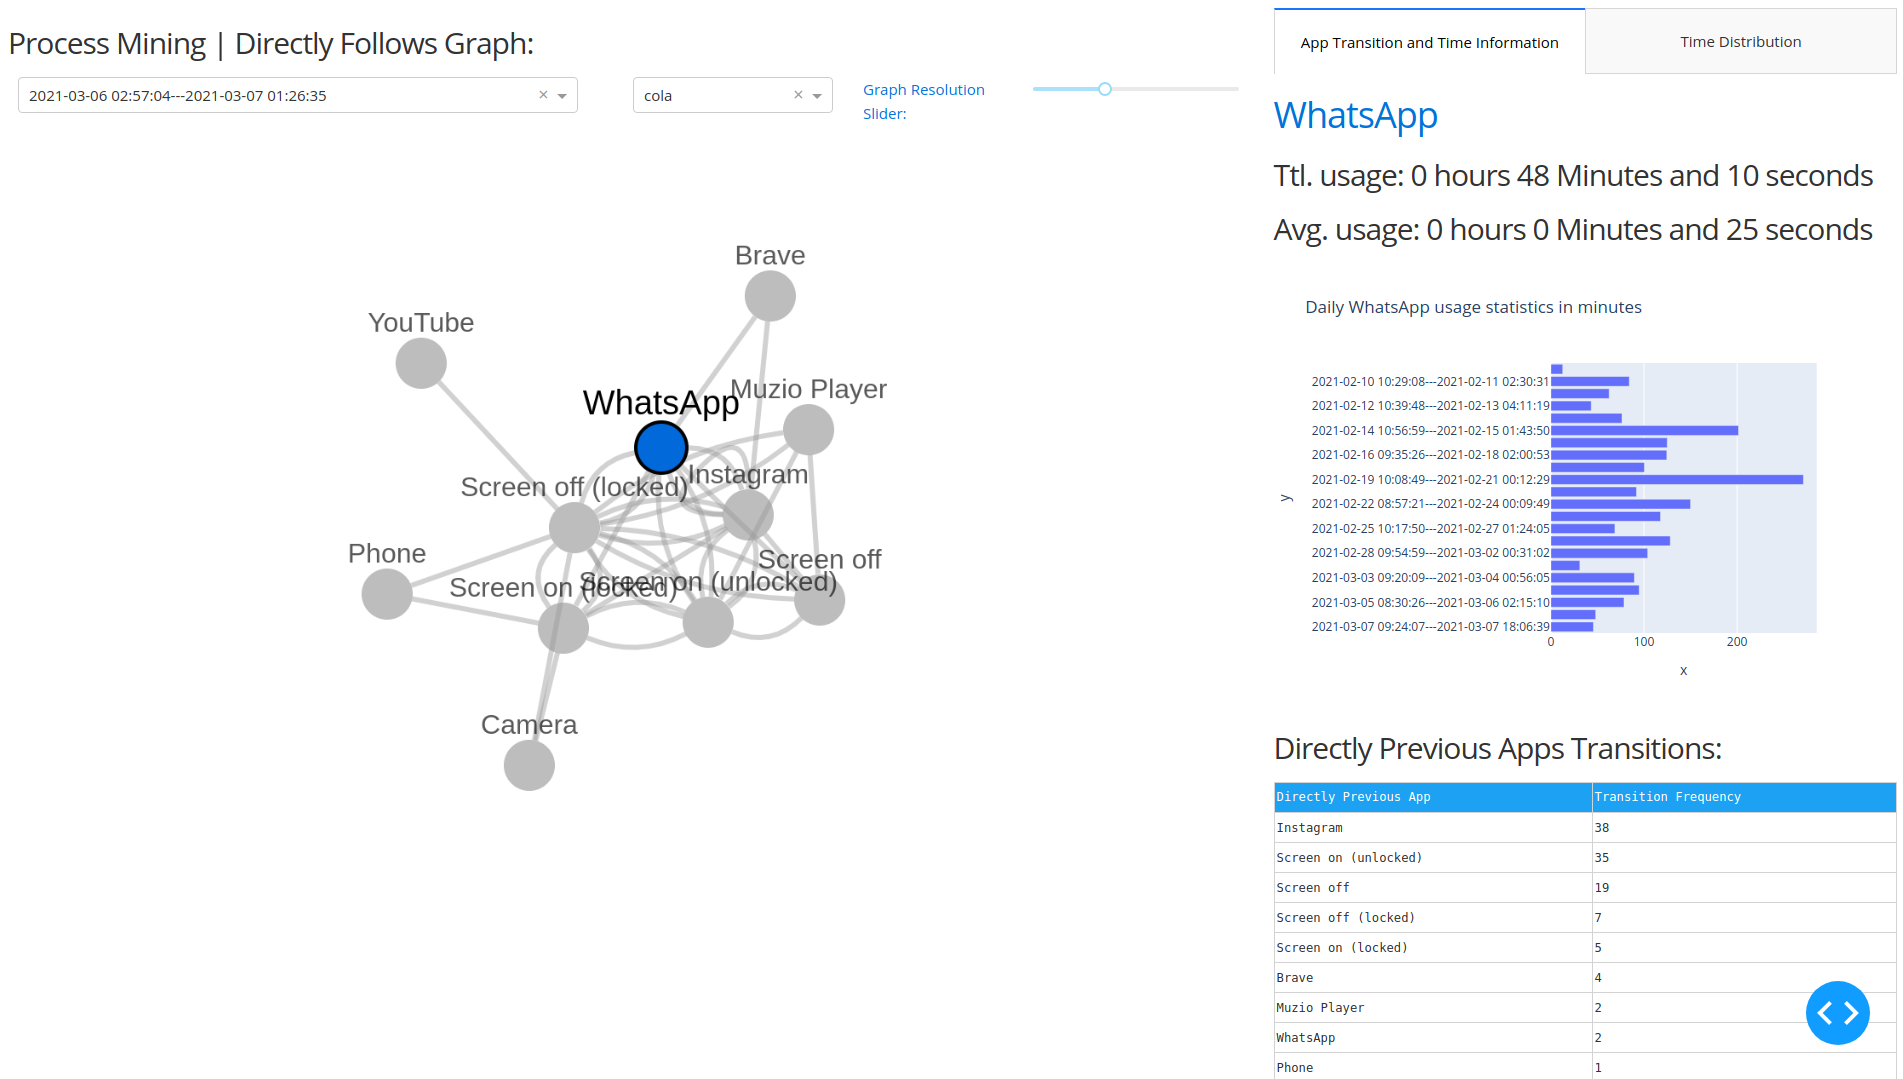 Process Mining | Directly Follows Graph:
2021-03-06 02:57:04---2021-03-07 01:26:35 ×
cola ×
Graph Resolution
Slider:
Brave
YouTube
Muzio Player
WhatsApp
Instagram
Screen off (locked)
Phone
Screen off
Screen on (locked)
Screen on (unlocked)
Camera
App Transition and Time Information
Time Distribution
WhatsApp
Ttl. usage: 0 hours 48 Minutes and 10 seconds
Avg. usage: 0 hours 0 Minutes and 25 seconds
Daily WhatsApp usage statistics in minutes
2021-02-10 10:29:08---2021-02-11 02:30:31
2021-02-12 10:39:48---2021-02-13 04:11:19
2021-02-14 10:56:59---2021-02-15 01:43:50
2021-02-16 09:35:26---2021-02-18 02:00:53
2021-02-19 10:08:49---2021-02-21 00:12:29
2021-02-22 08:57:21---2021-02-24 00:09:49
2021-02-25 10:17:50---2021-02-27 01:24:05
2021-02-28 09:54:59---2021-03-02 00:31:02
2021-03-03 09:20:09---2021-03-04 00:56:05
2021-03-05 08:30:26---2021-03-06 02:15:10
2021-03-07 09:24:07---2021-03-07 18:06:39
y
0 100 200
x
Directly Previous Apps Transitions:
Directly Previous App Transition Frequency
Instagram 38
Screen on (unlocked) 35
Screen off 19
Screen off (locked) 7
Screen on (locked) 5
Brave 4
Muzio Player 2
WhatsApp 2
Phone 1